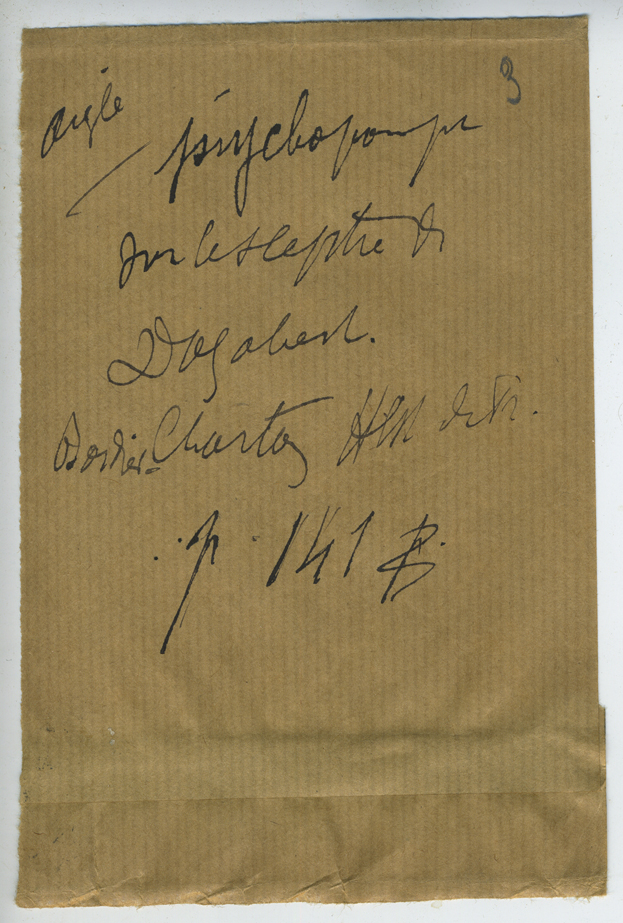 3
aigle
psychopompe
sur le sceptre de
Dagobert.
Bordier Charton Hist de Fr.
p. 141